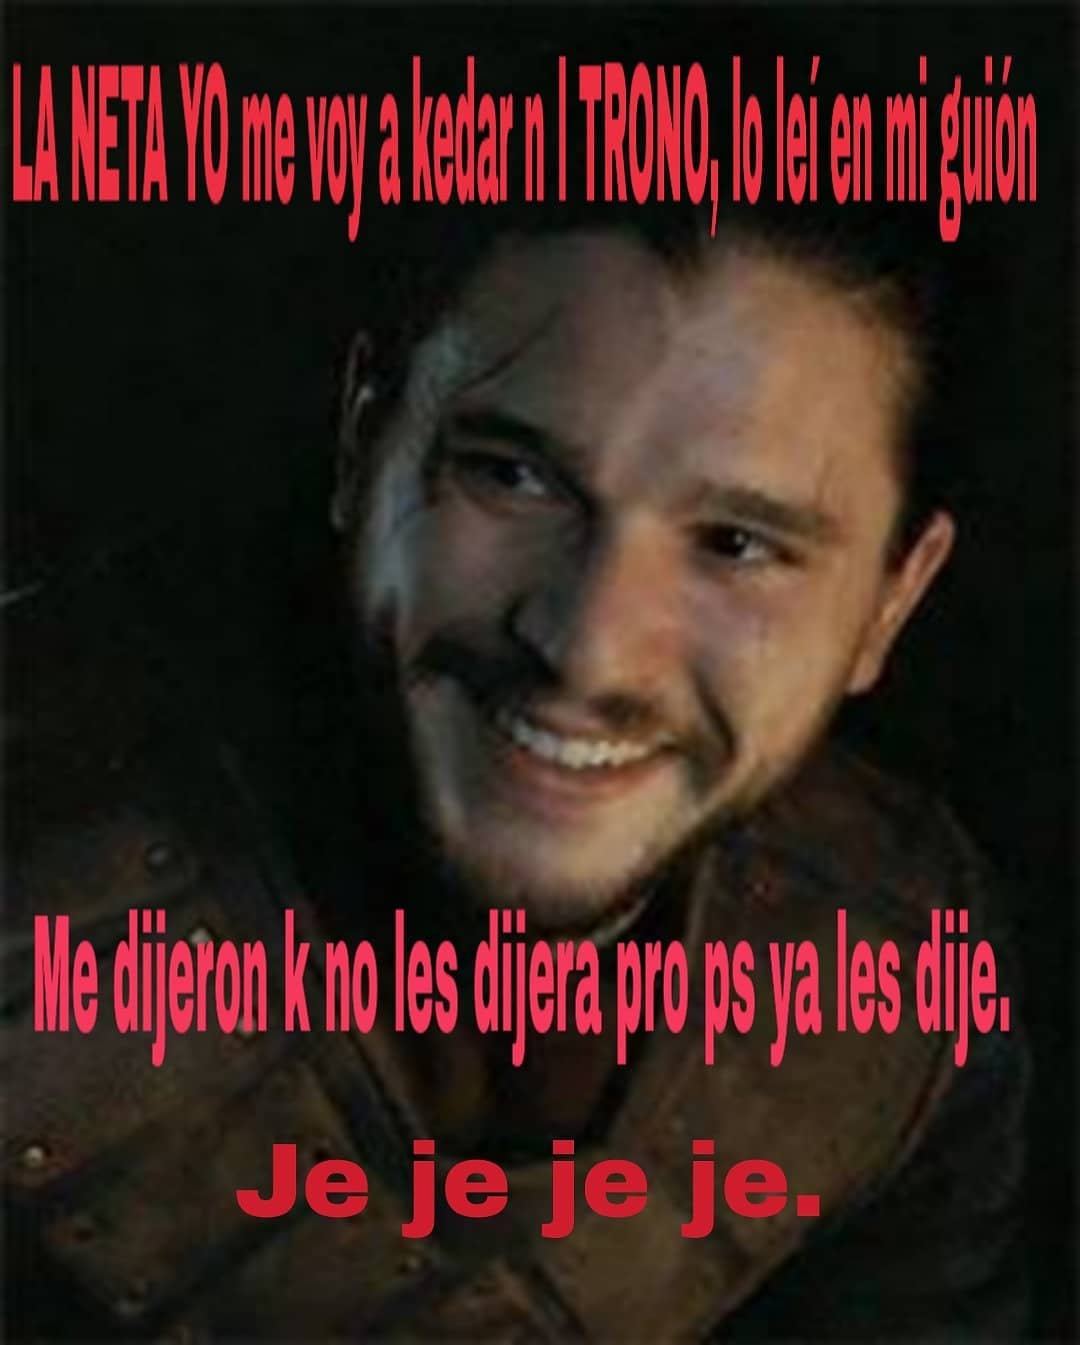 LA NETA YO me voy a kedar n l TRONO, lo leí en mi guión
Me dijeron k no les dijera pro ps ya les dije.
Je je je je.